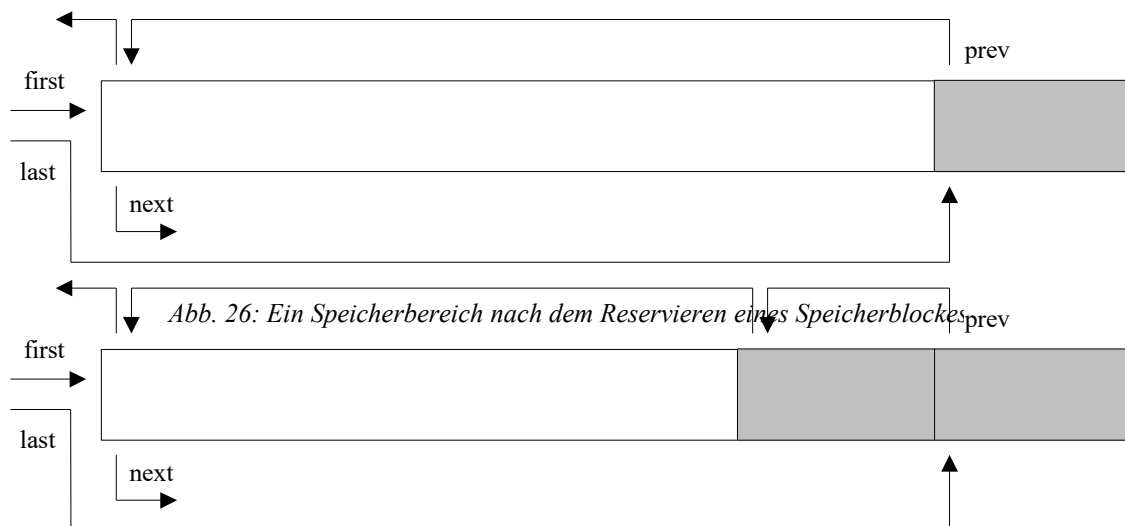 prev
first
last
next
Abb. 26: Ein Speicherbereich nach dem Reservieren eines Speicherblockes
prev
first
last
next